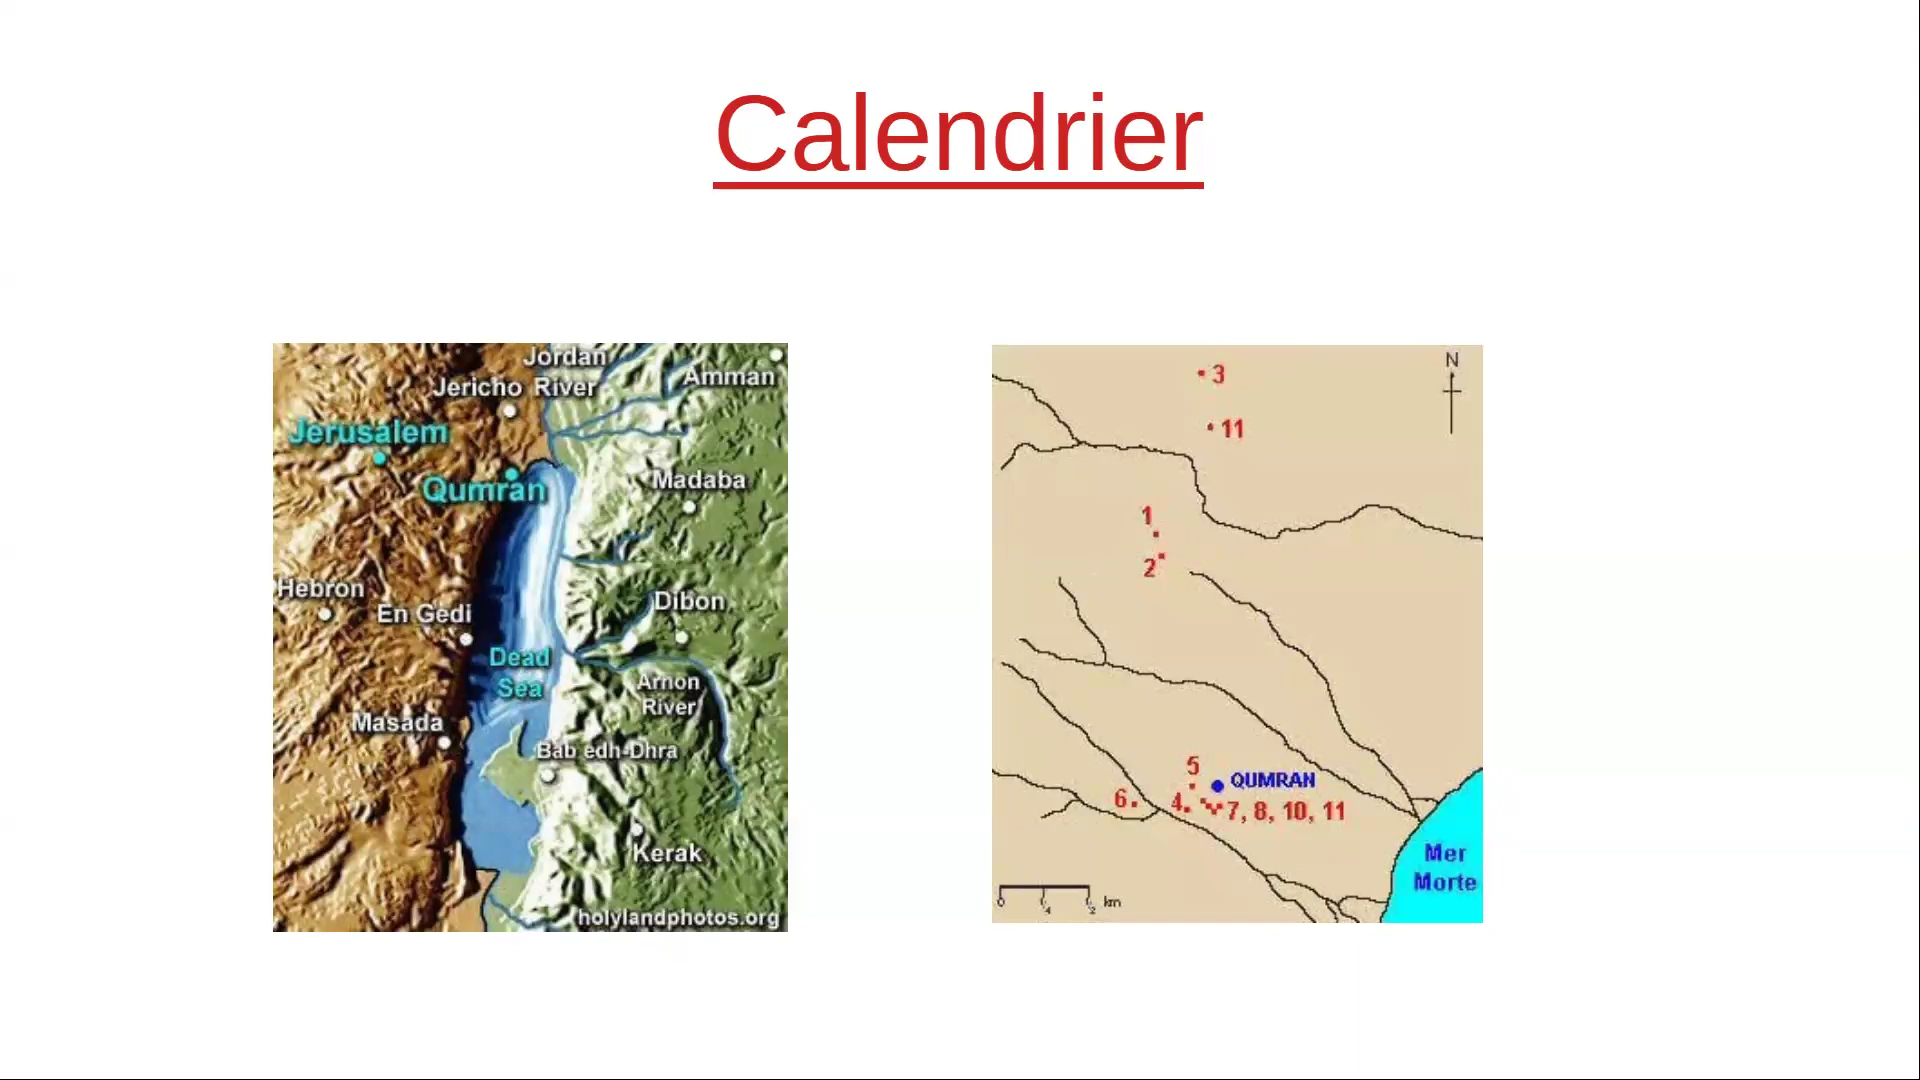 Calendrier
Jordan
Jericho River
Amman
Jerusalem
Qumran
Madaba
Hebron
En Gedi
Dibon
Dead
Sea
Arnon
River
Masada
Bab edh-Dhra
Kerak
holylandphotos.org
N
3
11
1
2
5
QUMRAN
6
4
7, 8, 10, 11
Mer
Morte
0
km